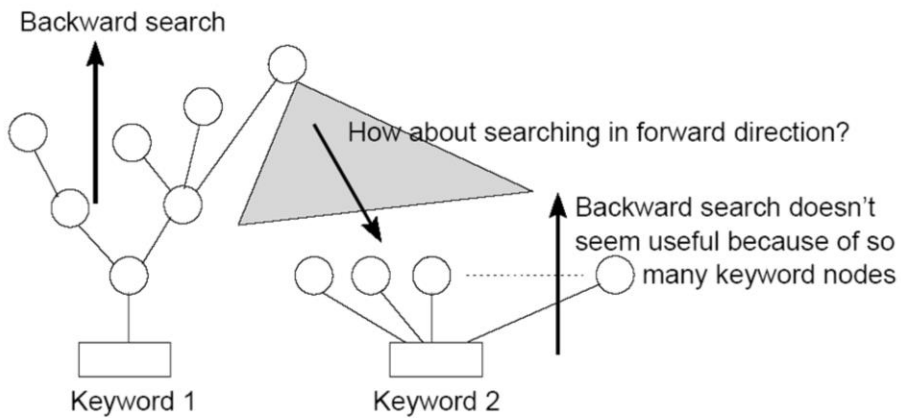 Backward search
How about searching in forward direction?
Backward search doesn't
seem useful because of so
many keyword nodes
Keyword 1
Keyword 2